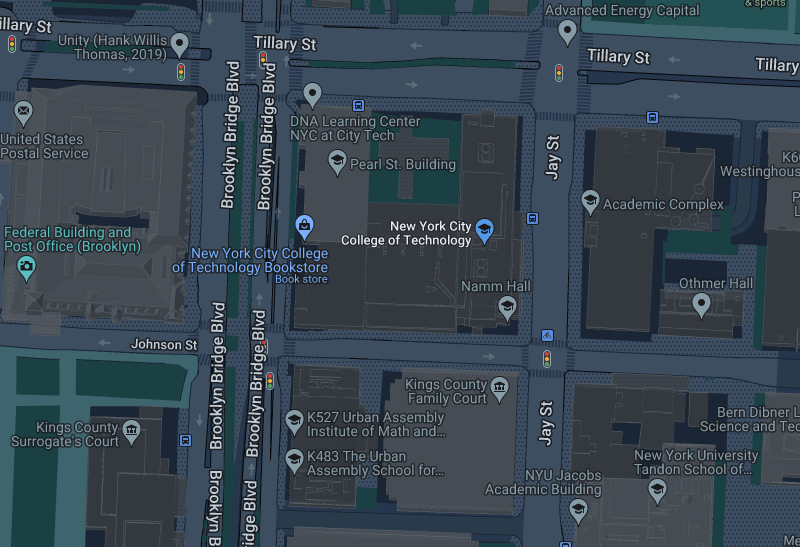 Advanced Energy Capital
& sports
Tillary St
Unity (Hank Willis
Thomas, 2019)
Tillary St
Tillary St
Tillary
Brooklyn Bridge Blvd
Brooklyn Bridge Blvd
DNA Learning Center
NYC at City Tech
United States
Postal Service
Pearl St. Building
Jay St
Westinghouse
Academic Complex
Federal Building and
Post Office (Brooklyn)
New York City
College of Technology
New York City College
of Technology Bookstore
Book store
Namm Hall
Othmer Hall
Brooklyn Bridge Blvd
Brooklyn Bridge Blvd
Johnson St
Kings County
Family Court
Kings County
Surrogate's Court
K527 Urban Assembly
Institute of Math and...
Jay St
Bern Dibner L
Science and Tec
K483 The Urban
Assembly School for...
New York University
Tandon School of...
NYU Jacobs
Academic Building
Brooklyn B
ridge Blvd